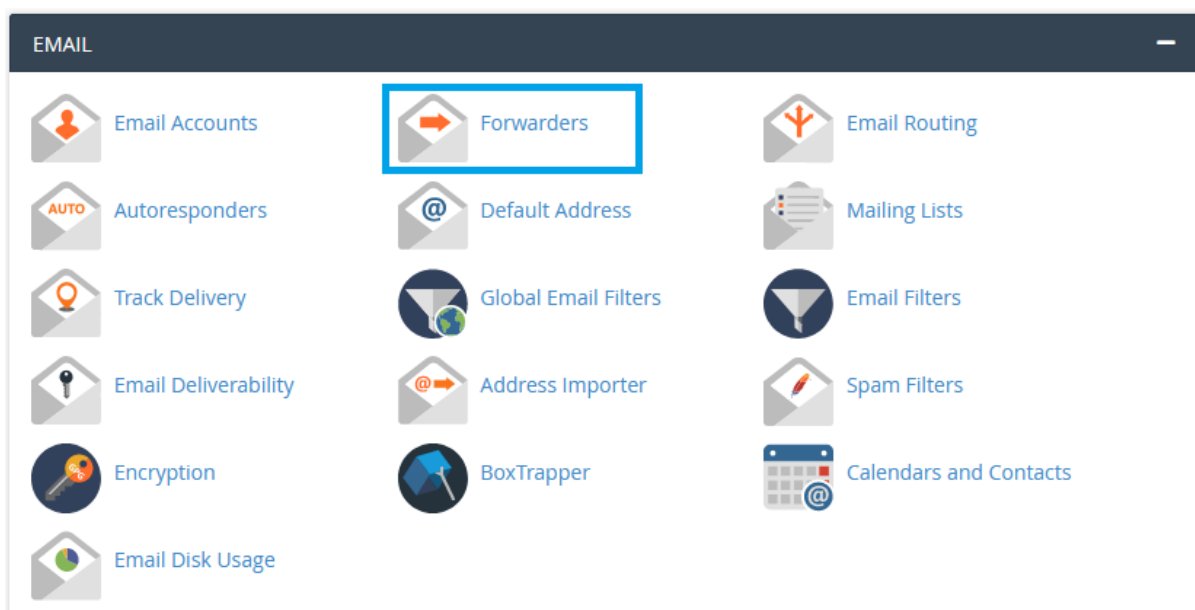 EMAIL
Email Accounts
Forwarders
Email Routing
AUTO
Autoresponders
@
Default Address
Mailing Lists
Track Delivery
Global Email Filters
Email Filters
Email Deliverability
@
Address Importer
Spam Filters
GPG
Encryption
BoxTrapper
@
Calendars and Contacts
Email Disk Usage